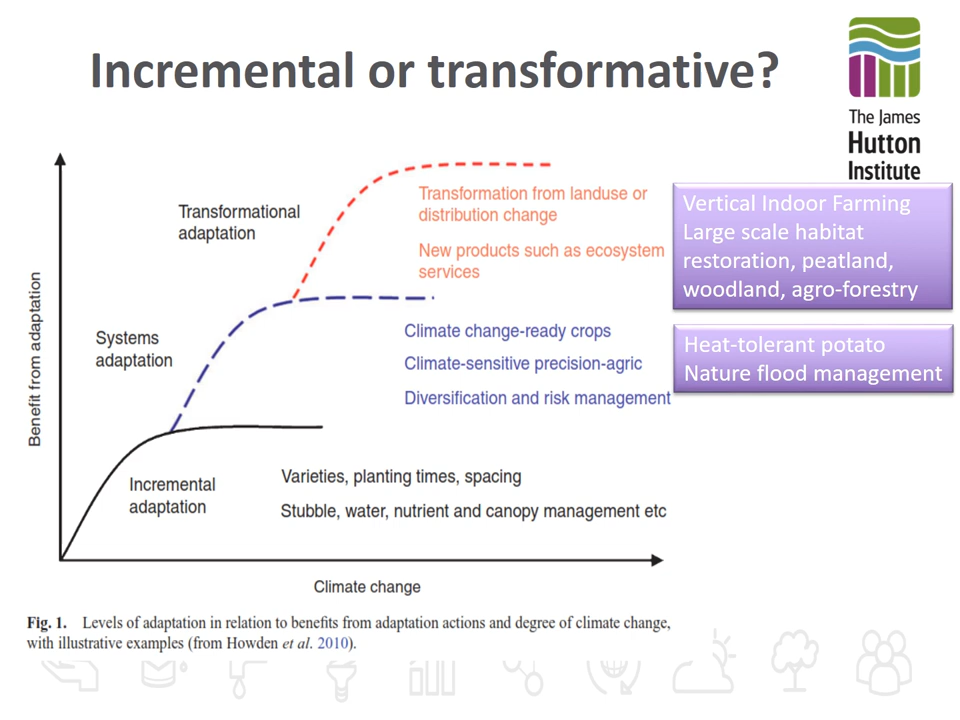 Incremental or transformative?
The James
Hutton
Institute
Transformational
adaptation
Transformation from landuse or
distribution change
New products such as ecosystem
services
Vertical Indoor Farming
Large scale habitat
restoration, peatland,
woodland, agro-forestry
Systems
adaptation
Climate change-ready crops
Climate-sensitive precision-agric
Diversification and risk management
Heat-tolerant potato
Nature flood management
Benefit from adaptation
Incremental
adaptation
Varieties, planting times, spacing
Stubble, water, nutrient and canopy management etc
Climate change
Fig. 1. Levels of adaptation in relation to benefits from adaptation actions and degree of climate change,
with illustrative examples (from Howden et al. 2010).